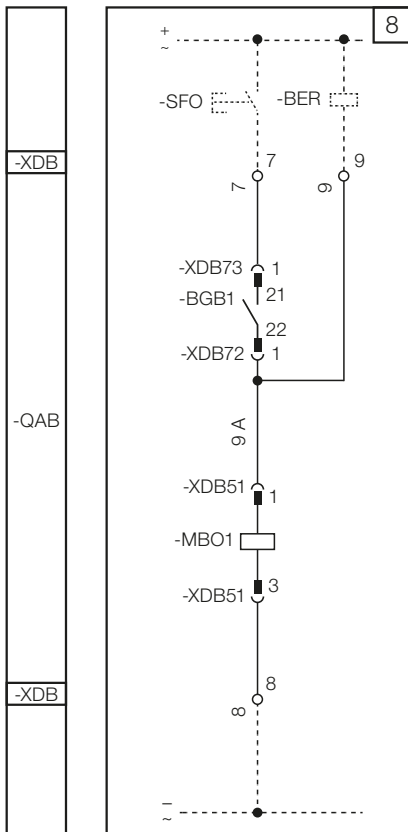 8
+
~
-SFO
-BER
-XDB
7
9
7
9
-XDB73 1
21
-BGB1
22
-XDB72 1
-QAB
9 A
-XDB51
1
-MBO1
3
-XDB51
-XDB
8
8
–
~